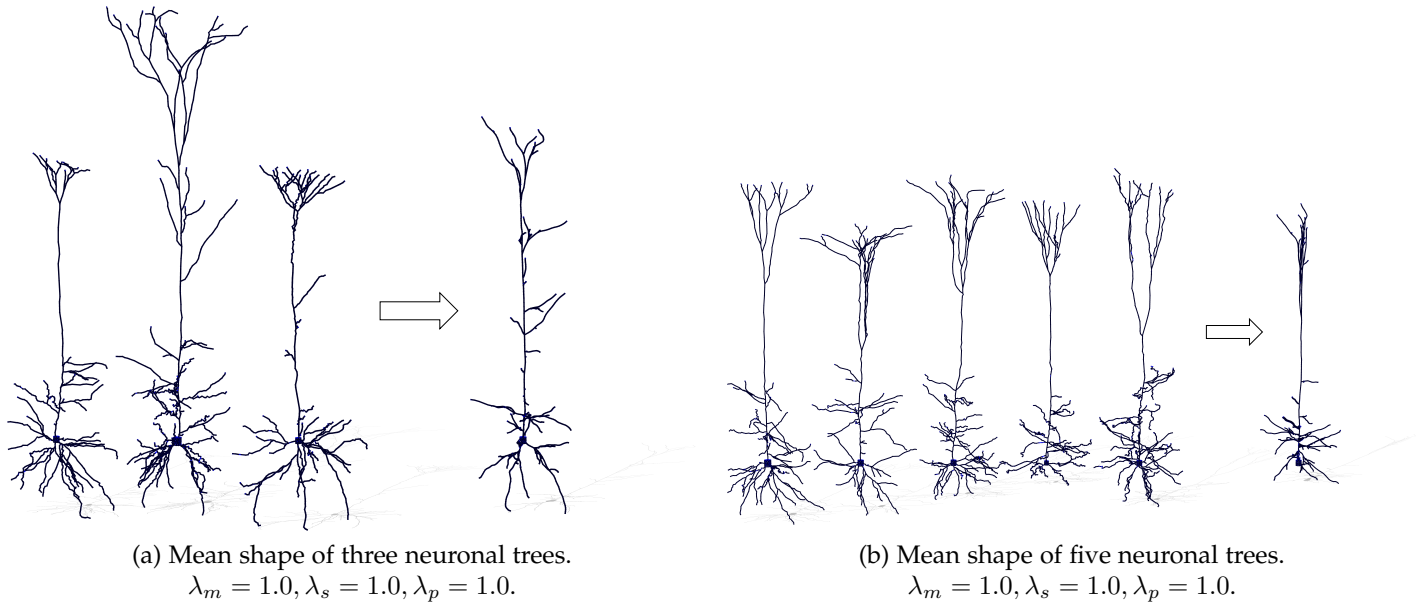 (a) Mean shape of three neuronal trees.
λₘ = 1.0, λₛ = 1.0, λₚ = 1.0.
(b) Mean shape of five neuronal trees.
λₘ = 1.0, λₛ = 1.0, λₚ = 1.0.